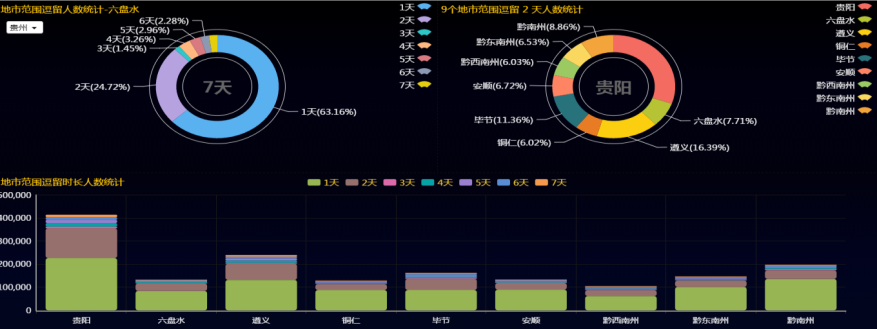 地市范围逗留人数统计-六盘水
贵州
6天(2.28%)
5天(2.96%)
4天(3.26%)
3天(1.45%)
2天(24.72%)
1天(63.16%)
7天
1天
2天
3天
4天
5天
6天
7天
9个地市范围逗留 2 天人数统计
黔南州(8.86%)
黔东南州(6.53%)
黔西南州(6.03%)
安顺(6.72%)
毕节(11.36%)
铜仁(6.02%)
遵义(16.39%)
六盘水(7.71%)
贵阳
贵阳
六盘水
遵义
铜仁
毕节
安顺
黔西南州
黔东南州
黔南州
地市范围逗留时长人数统计
1天 2天 3天 4天 5天 6天 7天
500,000
400,000
300,000
200,000
100,000
0
贵阳 六盘水 遵义 铜仁 毕节 安顺 黔西南州 黔东南州 黔南州